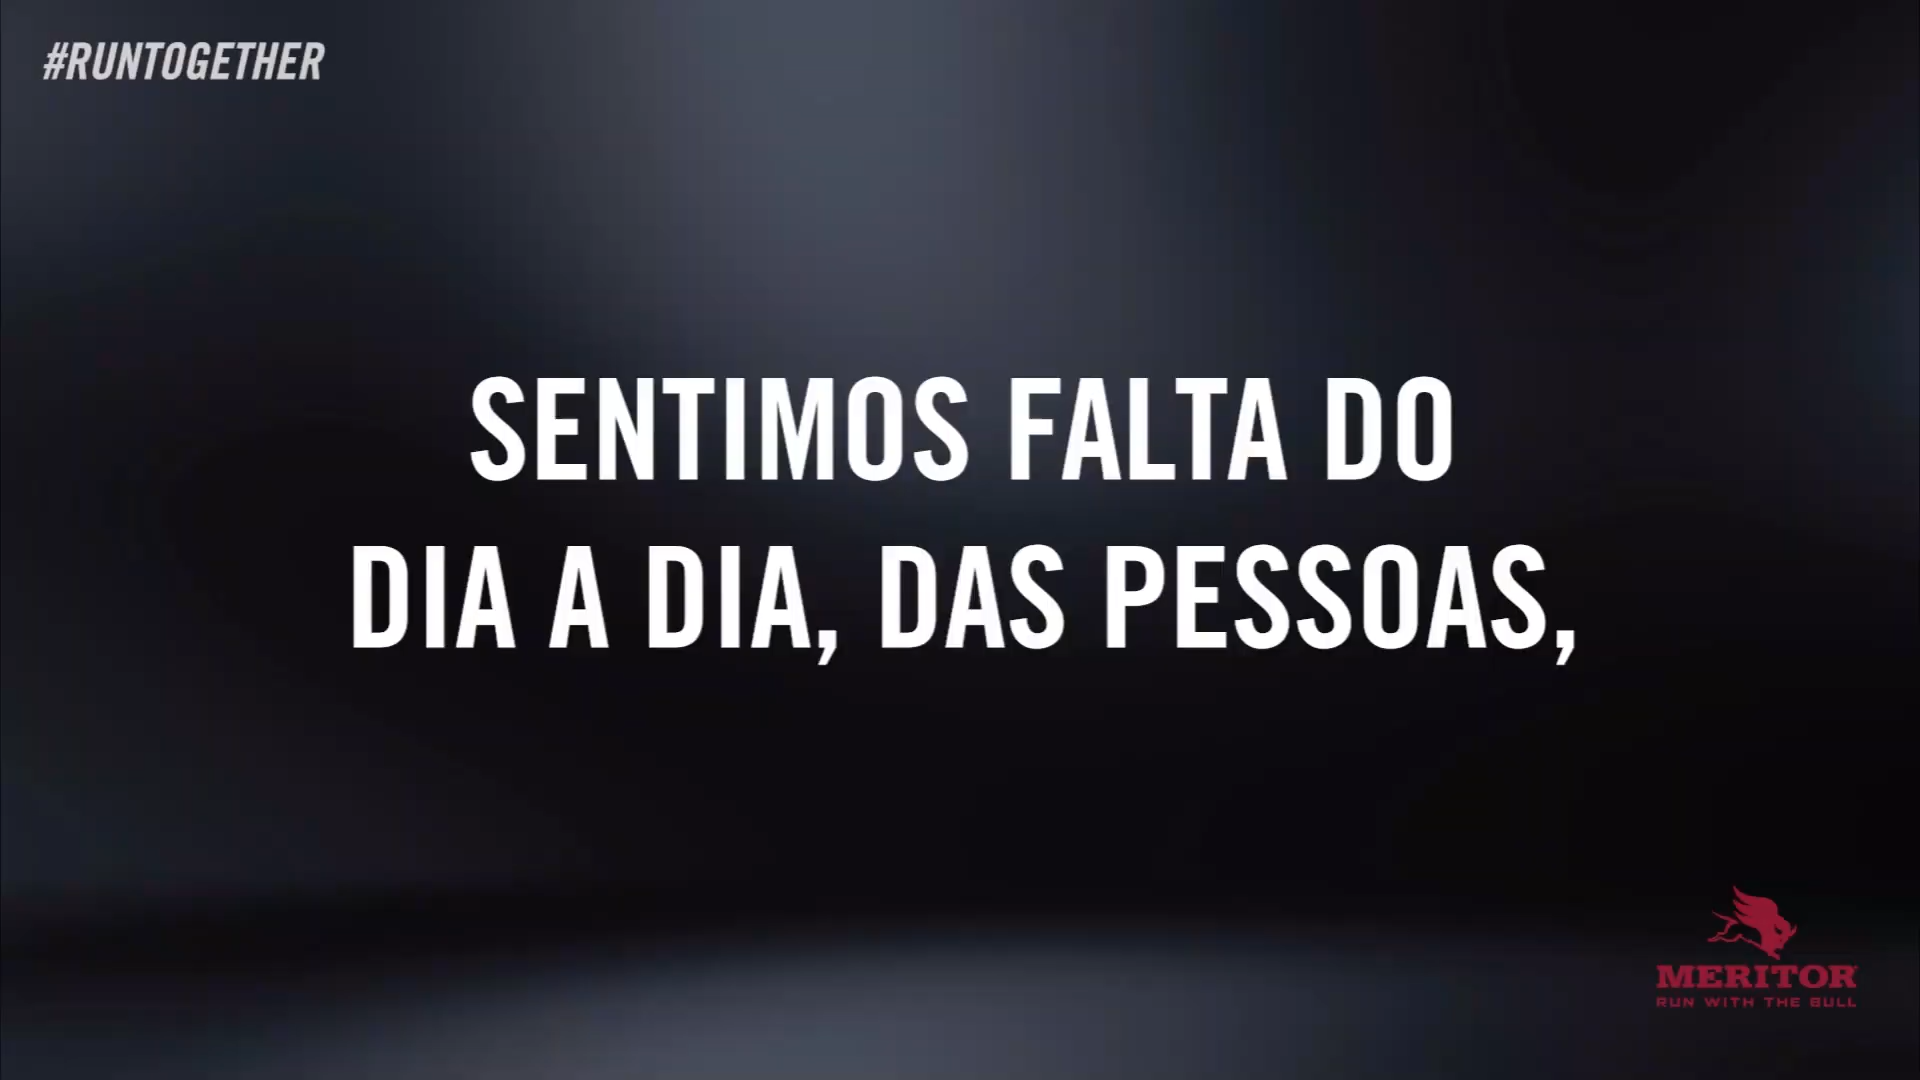 #RUNTOGETHER
SENTIMOS FALTA DO
DIA A DIA, DAS PESSOAS,
MERITOR
RUN WITH THE BULL